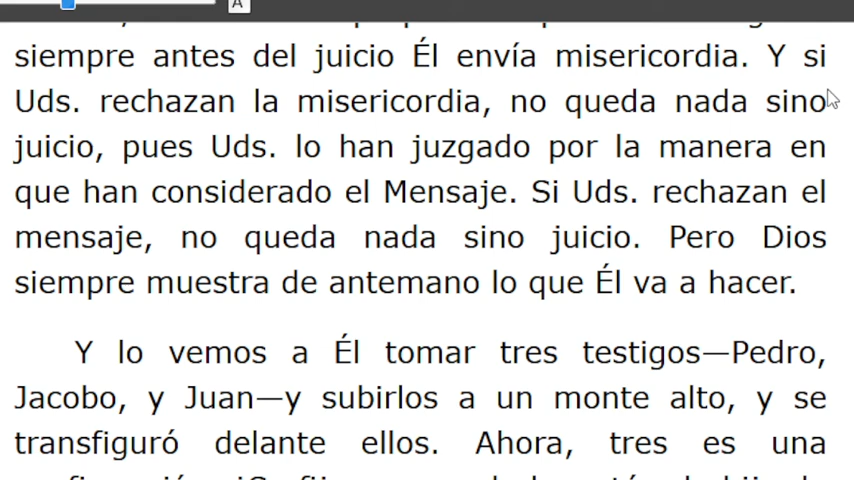 A
siempre antes del juicio Él envía misericordia. Y si
Uds. rechazan la misericordia, no queda nada sino
juicio, pues Uds. lo han juzgado por la manera en
que han considerado el Mensaje. Si Uds. rechazan el
mensaje, no queda nada sino juicio. Pero Dios
siempre muestra de antemano lo que Él va a hacer.
Y lo vemos a Él tomar tres testigos—Pedro,
Jacobo, y Juan—y subirlos a un monte alto, y se
transfiguró delante ellos. Ahora, tres es una